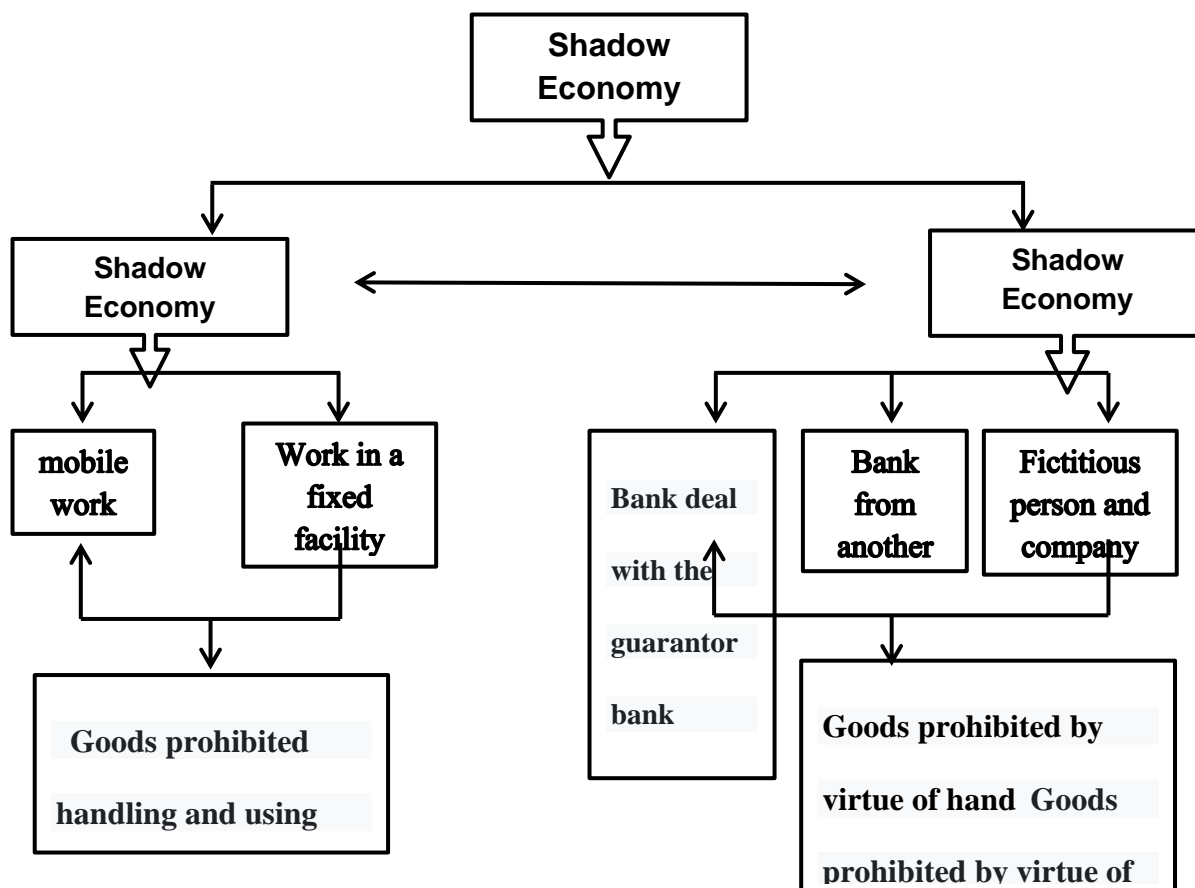 Shadow
Economy
Shadow
Economy
Shadow
Economy
mobile
work
Work in a
fixed
facility
Bank deal
with the
guarantor
bank
Bank
from
another
Fictitious
person and
company
Goods prohibited
handling and using
Goods prohibited by
virtue of hand Goods
prohibited by virtue of